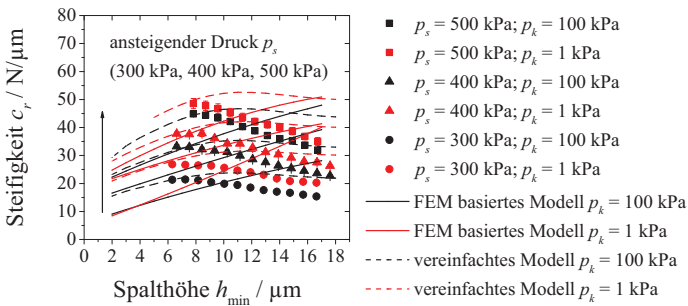 Steifigkeit c_r / N/µm
80
70
60
50
40
30
20
10
0
ansteigender Druck p_s
(300 kPa, 400 kPa, 500 kPa)
0 2 4 6 8 10 12 14 16 18
Spalthöhe h_min / µm
p_s = 500 kPa; p_k = 100 kPa
p_s = 500 kPa; p_k = 1 kPa
p_s = 400 kPa; p_k = 100 kPa
p_s = 400 kPa; p_k = 1 kPa
p_s = 300 kPa; p_k = 100 kPa
p_s = 300 kPa; p_k = 1 kPa
FEM basiertes Modell p_k = 100 kPa
FEM basiertes Modell p_k = 1 kPa
vereinfachtes Modell p_k = 100 kPa
vereinfachtes Modell p_k = 1 kPa